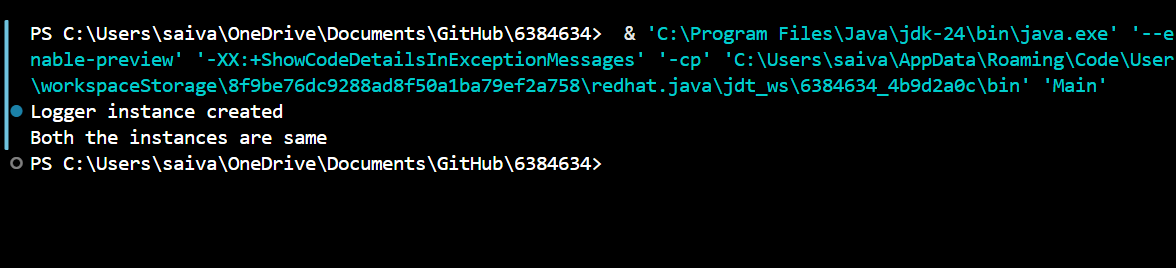 PS C:\Users\saiva\OneDrive\Documents\GitHub\6384634>  & 'C:\Program Files\Java\jdk-24\bin\java.exe' '--e
nable-preview' '-XX:+ShowCodeDetailsInExceptionMessages' '-cp' 'C:\Users\saiva\AppData\Roaming\Code\User
\workspaceStorage\8f9be76dc9288ad8f50a1ba79ef2a758\redhat.java\jdt_ws\6384634_4b9d2a0c\bin' 'Main'
Logger instance created
Both the instances are same
PS C:\Users\saiva\OneDrive\Documents\GitHub\6384634>